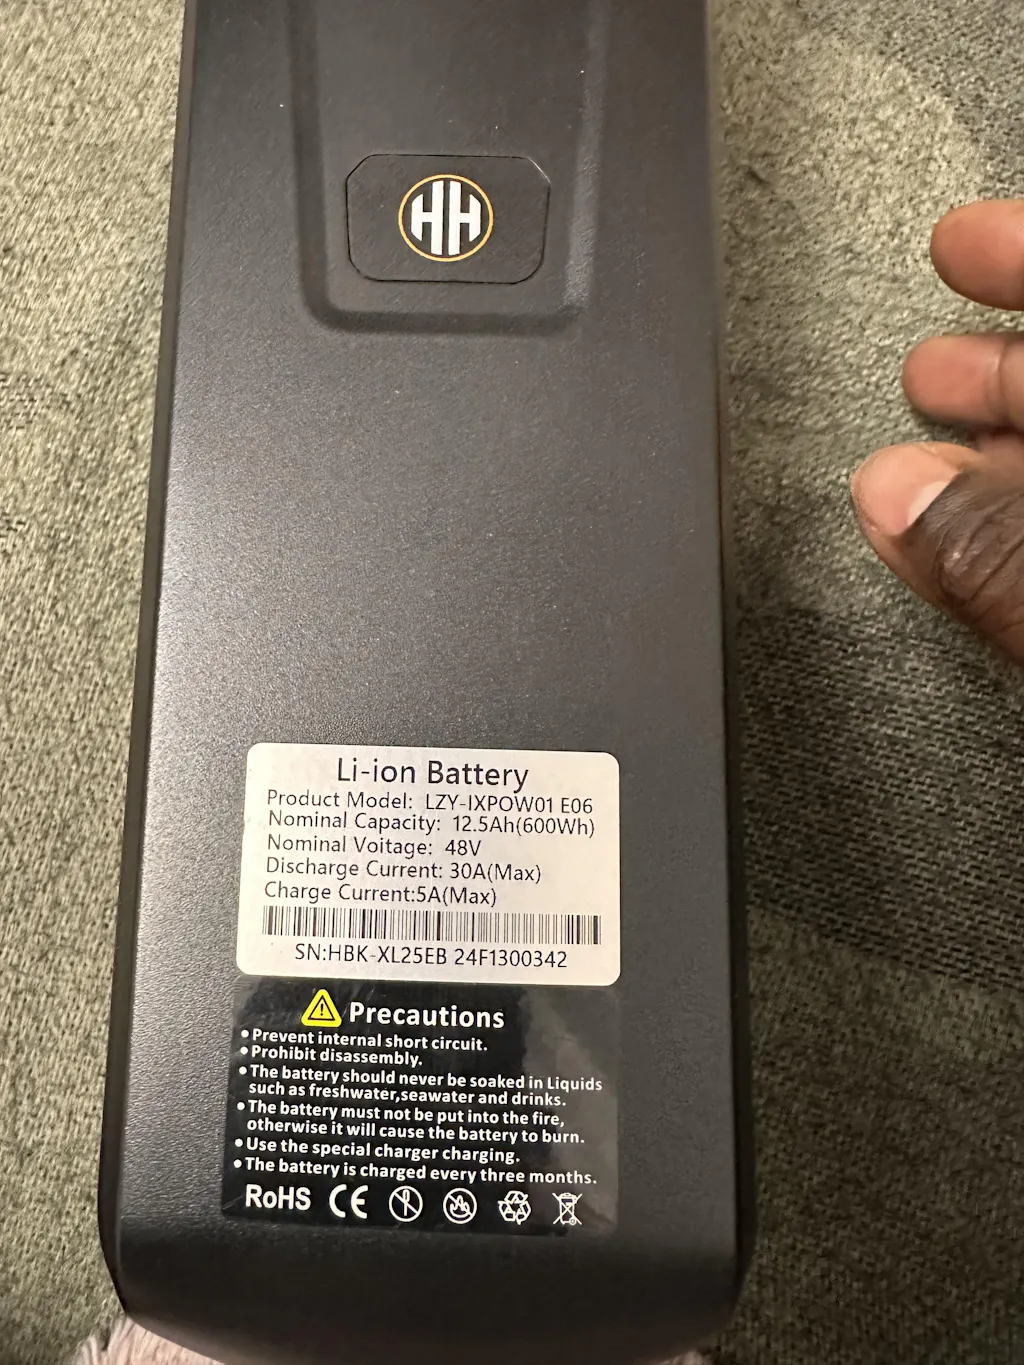 HH
Li-ion Battery
Product Model: LZY-IXPOW01 E06
Nominal Capacity: 12.5Ah(600Wh)
Nominal Voitage: 48V
Discharge Current: 30A(Max)
Charge Current:5A(Max)
SN:HBK-XL25EB 24F1300342
Precautions
• Prevent internal short circuit.
• Prohibit disassembly.
• The battery should never be soaked in Liquids
such as freshwater,seawater and drinks.
• The battery must not be put into the fire,
otherwise it will cause the battery to burn.
• Use the special charger charging.
• The battery is charged every three months.
RoHS CE